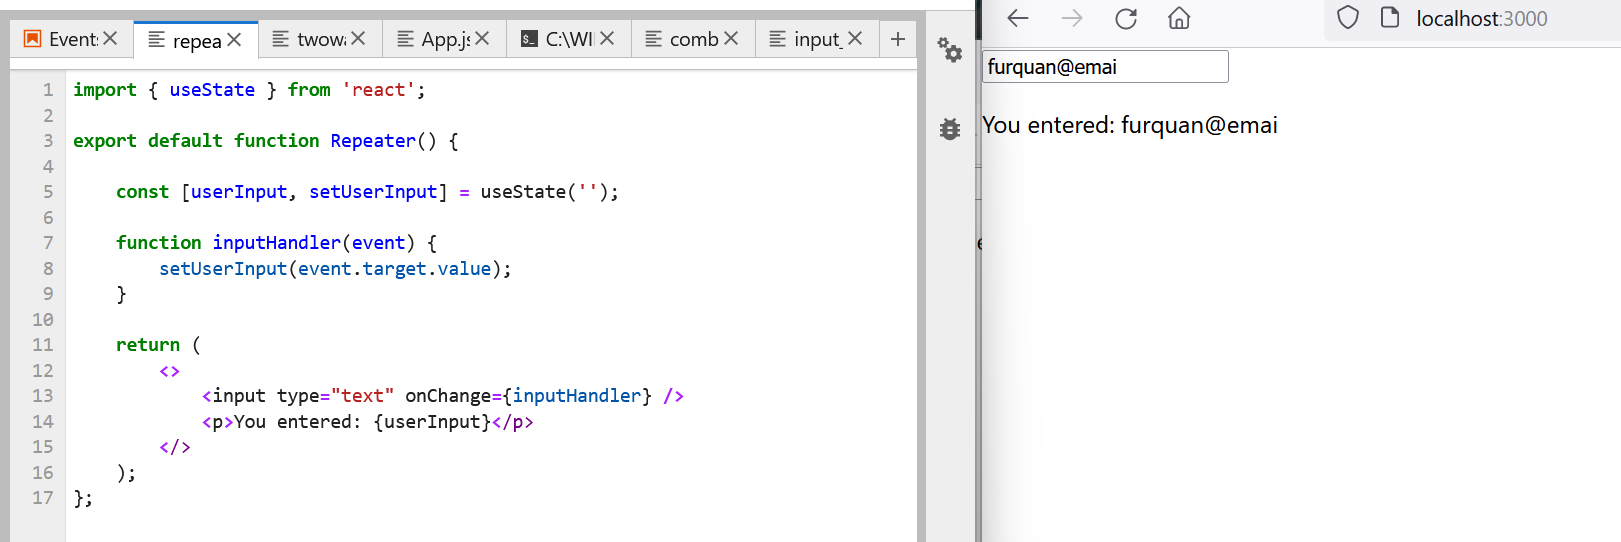 Event: repea twowa App.js C:\WII comb input_
localhost:3000
1 import { useState } from 'react';
2
3 export default function Repeater() {
4
5 const [userInput, setUserInput] = useState('');
6
7 function inputHandler(event) {
8 setUserInput(event.target.value);
9 }
10
11 return (
12 <>
13 <input type="text" onChange={inputHandler} />
14 <p>You entered: {userInput}</p>
15 </>
16 );
17 };
furquan@emai
You entered: furquan@emai